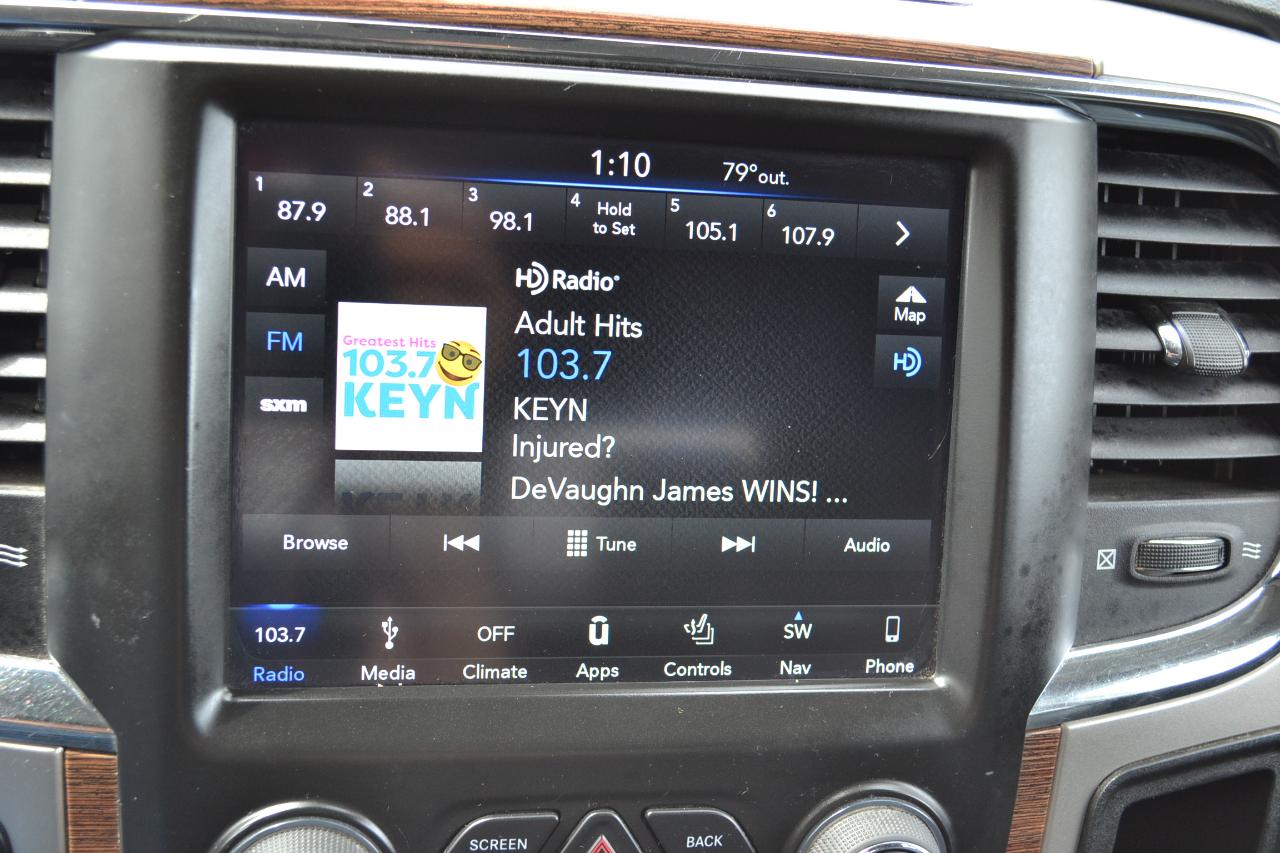 1:10 79° out.
1 87.9 2 88.1 3 98.1 4 Hold to Set 5 105.1 6 107.9
AM
FM
sxm
Greatest Hits
103.7
KEYN
HD Radio
Adult Hits
103.7
KEYN
Injured?
DeVaughn James WINS! ...
Map
HD
Browse Tune Audio
103.7 OFF û SW
Radio Media Climate Apps Controls Nav Phone
SCREEN BACK